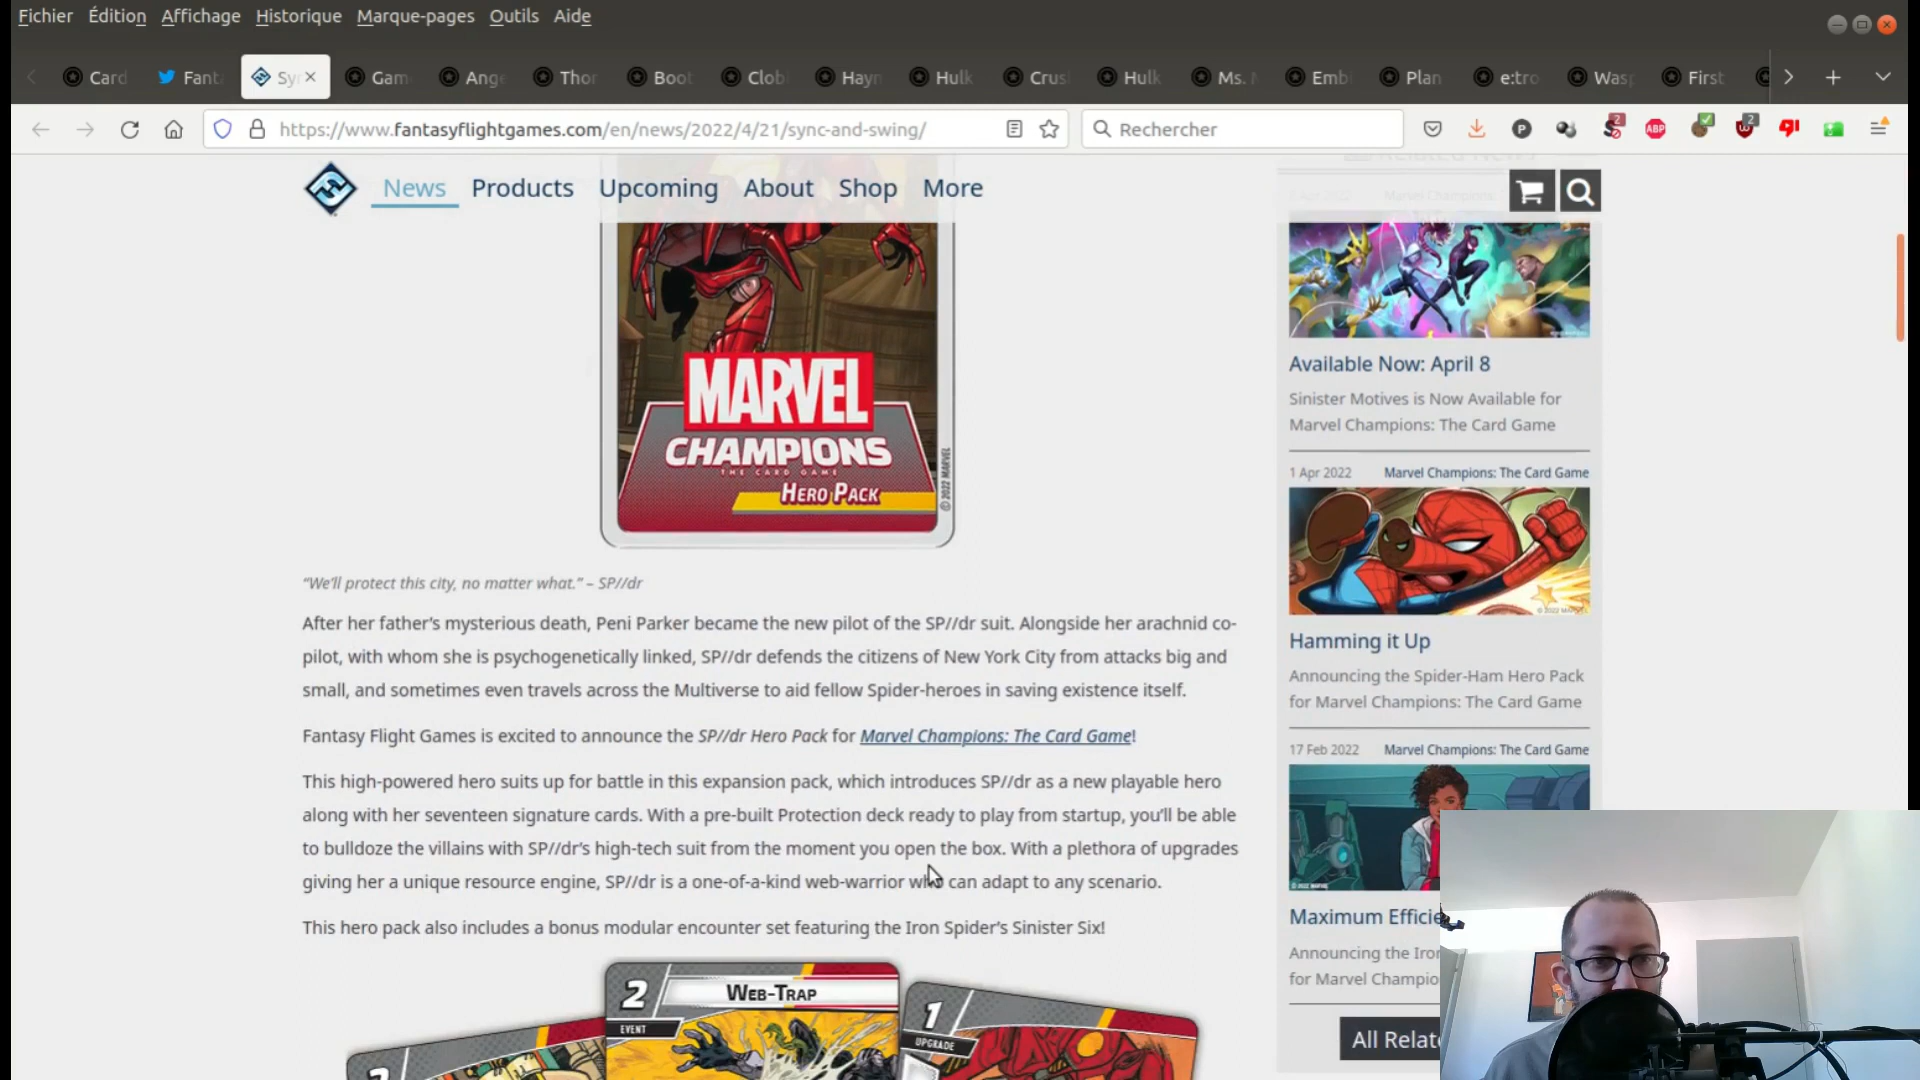 Fichier Édition Affichage Historique Marque-pages Outils Aide
Card Fant Sy Gam Ange Thor Boot Clob Hayn Hulk Crus Hulk Ms. Emb Plan e:tro Wasp First
https://www.fantasyflightgames.com/en/news/2022/4/21/sync-and-swing/ Rechercher
News Products Upcoming About Shop More
MARVEL
CHAMPIONS
THE CARD GAME
HERO PACK
© 2022 MARVEL
“We’ll protect this city, no matter what.” – SP//dr
After her father’s mysterious death, Peni Parker became the new pilot of the SP//dr suit. Alongside her arachnid co-
pilot, with whom she is psychogenetically linked, SP//dr defends the citizens of New York City from attacks big and
small, and sometimes even travels across the Multiverse to aid fellow Spider-heroes in saving existence itself.
Fantasy Flight Games is excited to announce the SP//dr Hero Pack for Marvel Champions: The Card Game!
This high-powered hero suits up for battle in this expansion pack, which introduces SP//dr as a new playable hero
along with her seventeen signature cards. With a pre-built Protection deck ready to play from startup, you’ll be able
to bulldoze the villains with SP//dr’s high-tech suit from the moment you open the box. With a plethora of upgrades
giving her a unique resource engine, SP//dr is a one-of-a-kind web-warrior who can adapt to any scenario.
This hero pack also includes a bonus modular encounter set featuring the Iron Spider’s Sinister Six!
2 WEB-TRAP
EVENT
1
UPGRADE
Available Now: April 8
Sinister Motives is Now Available for
Marvel Champions: The Card Game
1 Apr 2022 Marvel Champions: The Card Game
Hamming it Up
Announcing the Spider-Ham Hero Pack
for Marvel Champions: The Card Game
17 Feb 2022 Marvel Champions: The Card Game
Maximum Efficie
Announcing the Iron
for Marvel Champio
All Relate